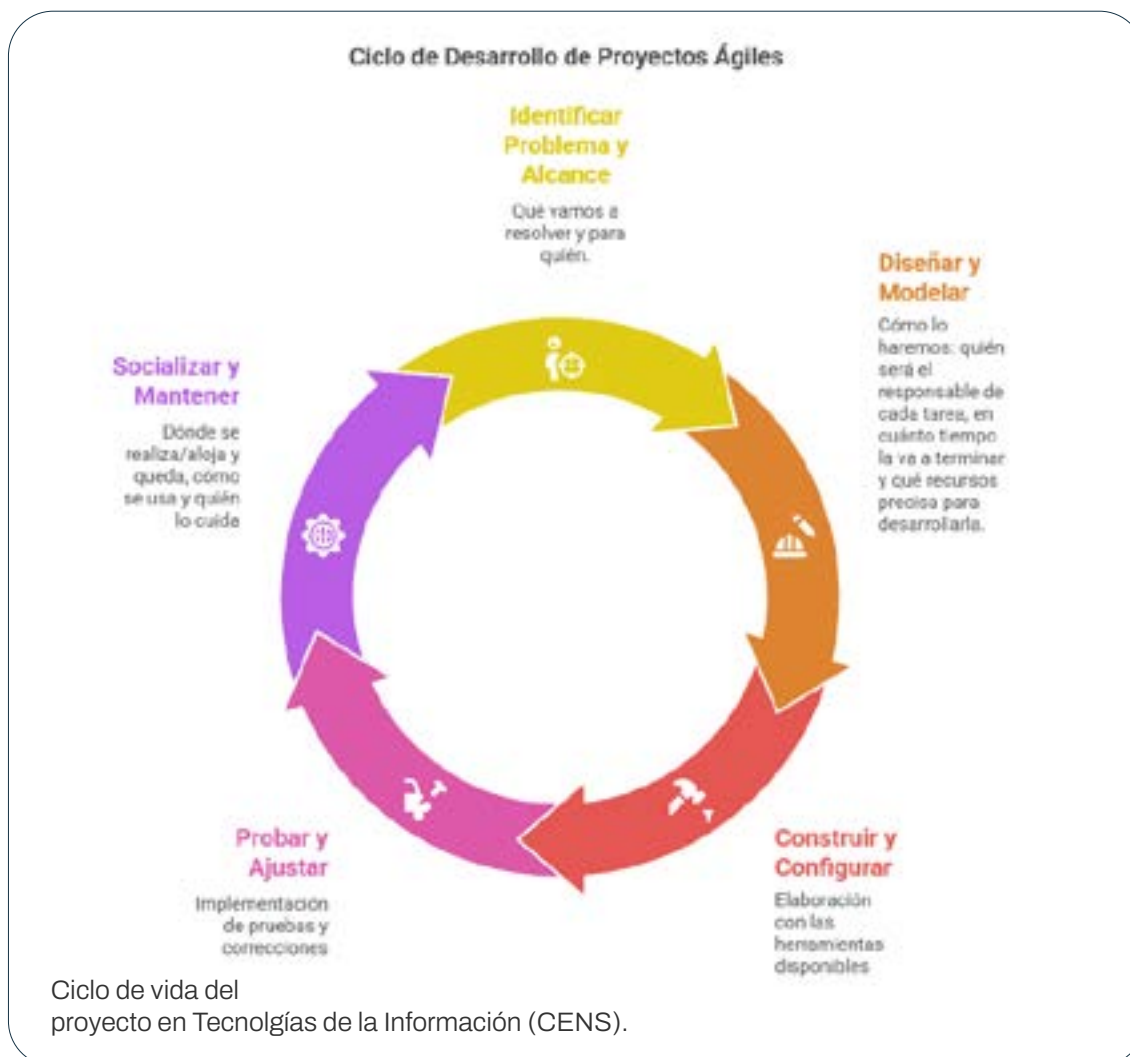 Ciclo de Desarrollo de Proyectos Ágiles
Identificar
Problema y
Alcance
Qué vamos a
resolver y para
quién.
Diseñar y
Modelar
Cómo lo
haremos: quién
será el
responsable de
cada tarea, en
cuánto tiempo
la va a terminar
y qué recursos
precisa para
desarrollarla.
Construir y
Configurar
Elaboración
con las
herramientas
disponibles
Probar y
Ajustar
Implementación
de pruebas y
correcciones
Socializar y
Mantener
Dónde se
realiza/aloja y
queda, cómo
se usa y quién
lo cuida
Ciclo de vida del
proyecto en Tecnolgías de la Información (CENS).